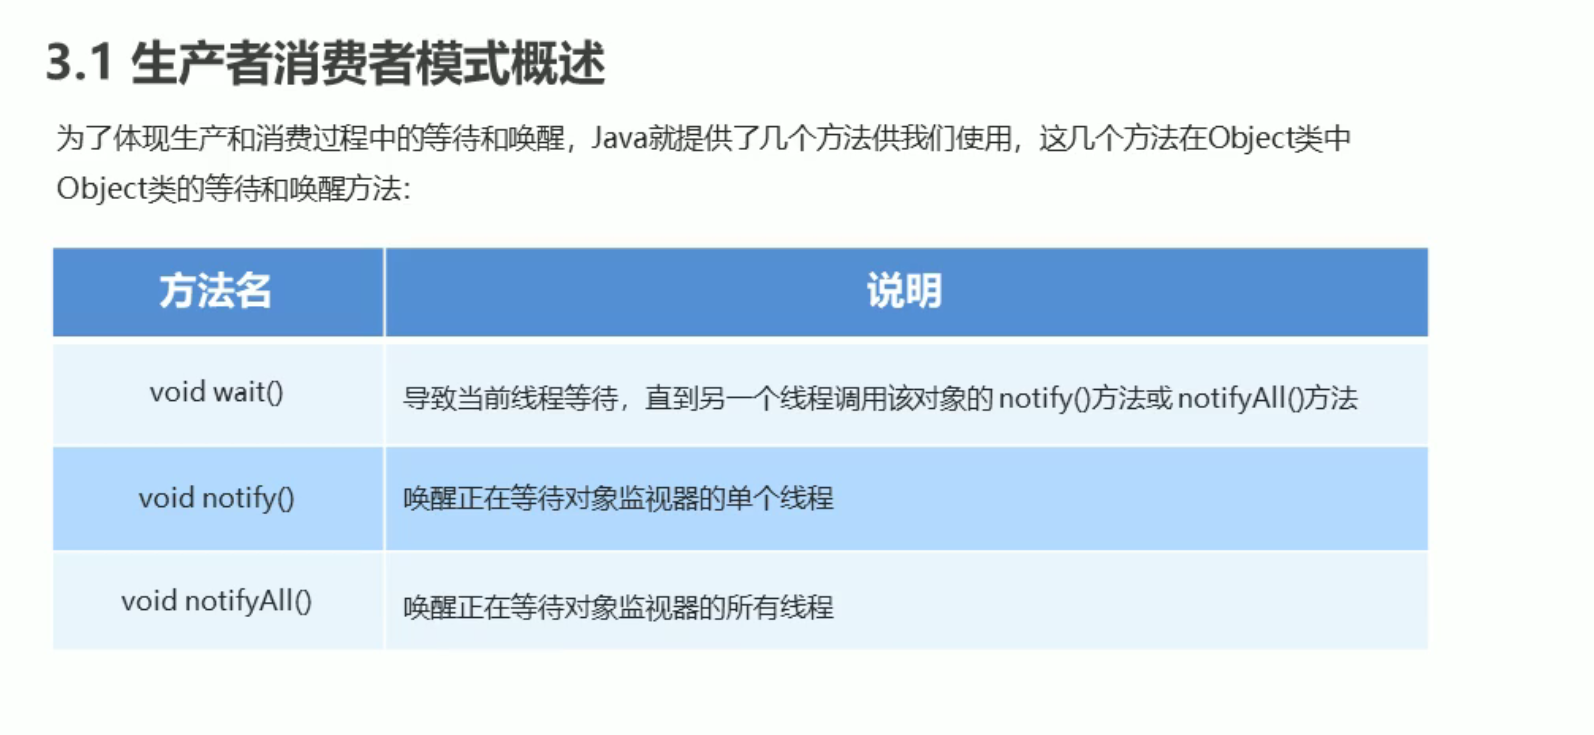 3.1 生产者消费者模式概述
为了体现生产和消费过程中的等待和唤醒，Java就提供了几个方法供我们使用，这几个方法在Object类中
Object类的等待和唤醒方法：
方法名 说明
void wait() 导致当前线程等待，直到另一个线程调用该对象的 notify()方法或 notifyAll()方法
void notify() 唤醒正在等待对象监视器的单个线程
void notifyAll() 唤醒正在等待对象监视器的所有线程